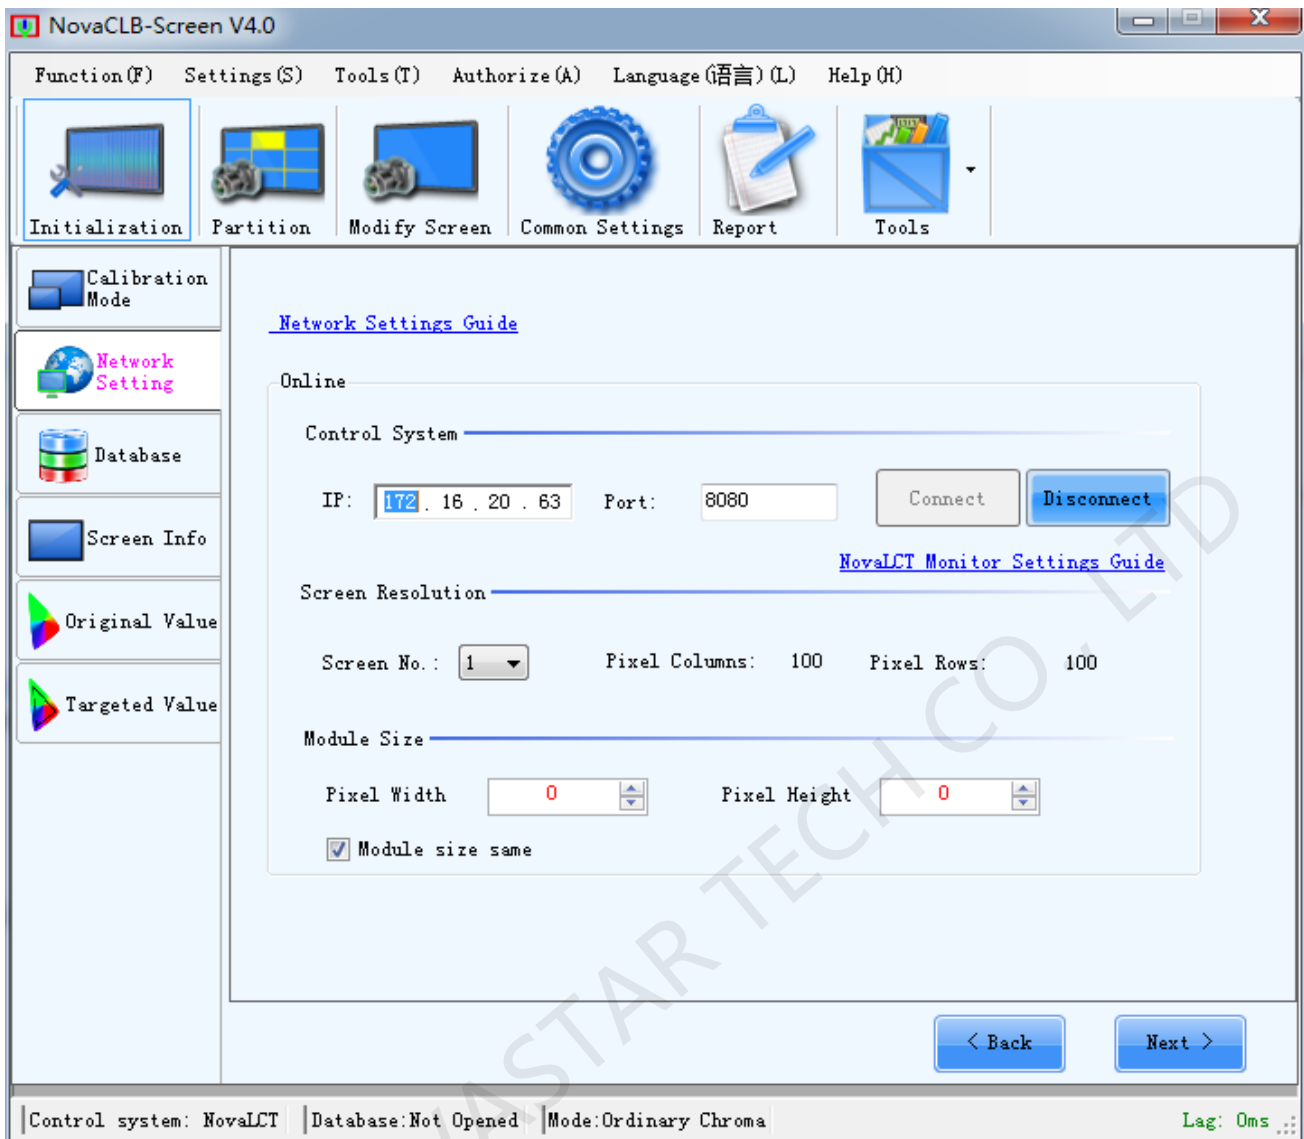 NovaCLB-Screen V4.0
Function(F) Settings(S) Tools(T) Authorize(A) Language(语言)(L) Help(H)
Initialization Partition Modify Screen Common Settings Report Tools
Calibration
Mode
Network
Setting
Database
Screen Info
Original Value
Targeted Value
Network Settings Guide
Online
Control System
IP: 172 . 16 . 20 . 63 Port: 8080 Connect Disconnect
NovaLCT Monitor Settings Guide
Screen Resolution
Screen No.: 1 Pixel Columns: 100 Pixel Rows: 100
Module Size
Pixel Width 0 Pixel Height 0
Module size same
< Back Next >
Control system: NovaLCT Database:Not Opened Mode:Ordinary Chroma Lag: 0ms
VASTAR TECH CO., LTD